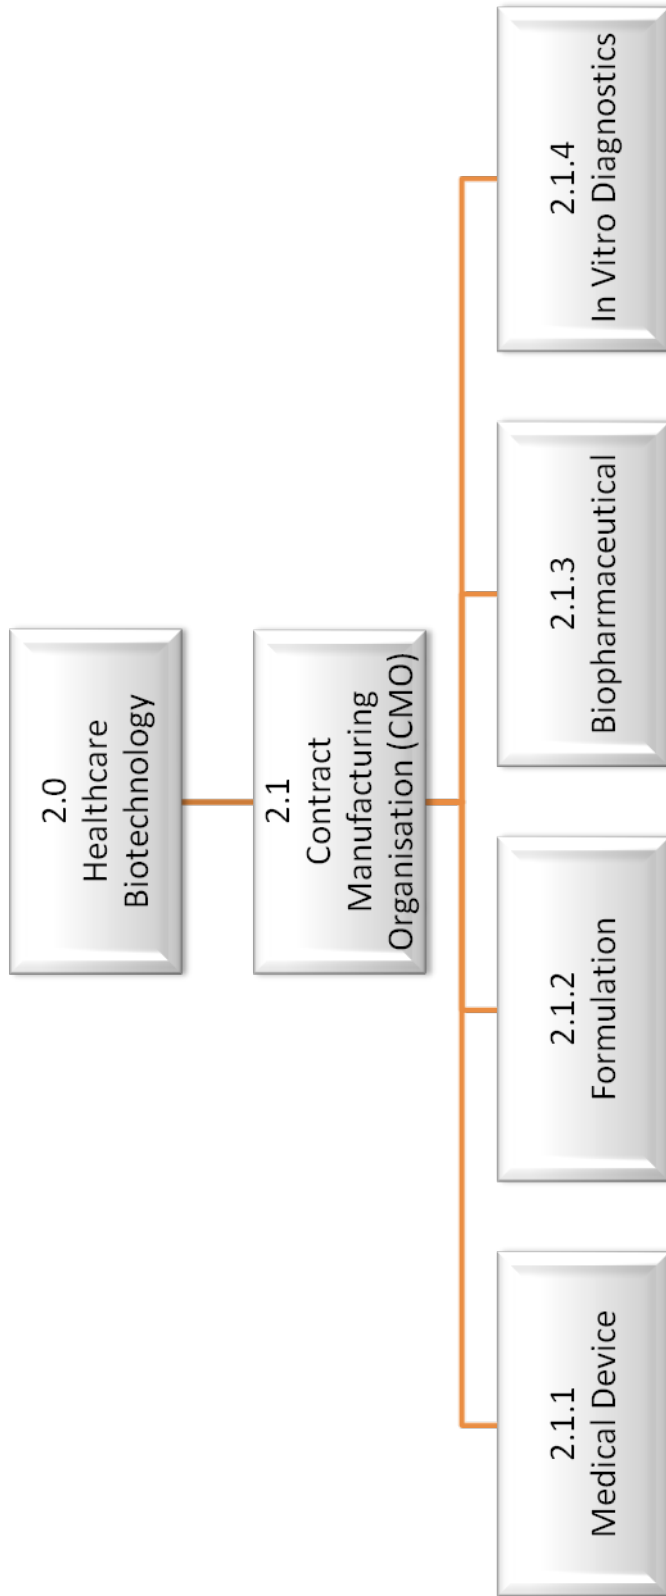 2.0
Healthcare
Biotechnology
2.1
Contract
Manufacturing
Organisation (CMO)
2.1.1
Medical Device
2.1.2
Formulation
2.1.3
Biopharmaceutical
2.1.4
In Vitro Diagnostics